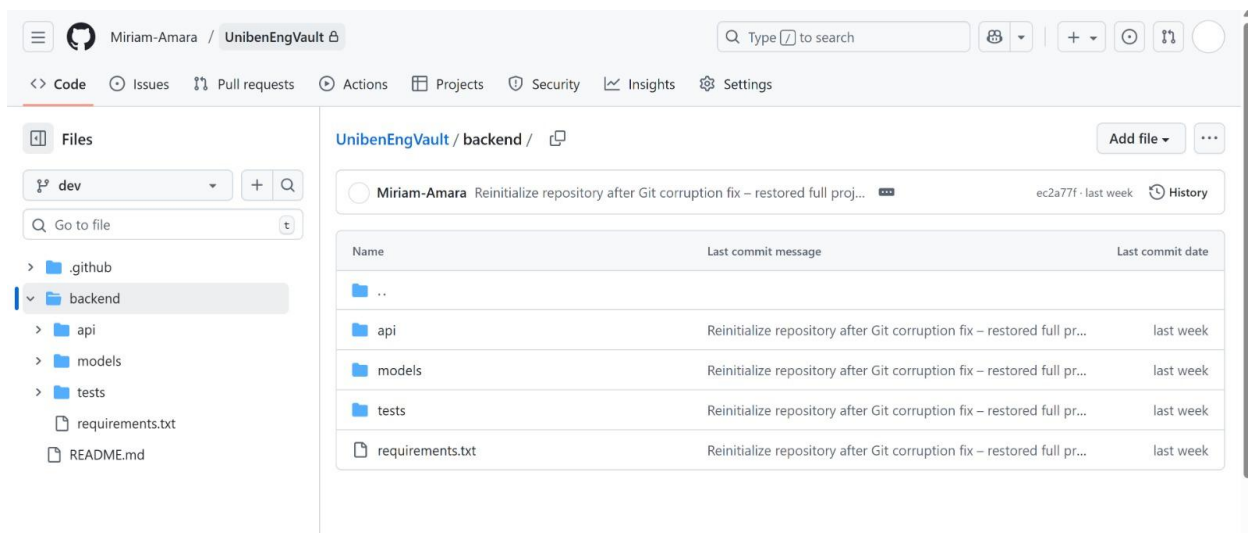 Miriam-Amara / UnibenEngVault
Type / to search
Code Issues Pull requests Actions Projects Security Insights Settings
Files
dev
Go to file t
.github
backend
api
models
tests
requirements.txt
README.md
UnibenEngVault / backend /
Add file
Miriam-Amara Reinitialize repository after Git corruption fix – restored full proj... ec2a77f · last week History
Name Last commit message Last commit date
..
api Reinitialize repository after Git corruption fix – restored full pr... last week
models Reinitialize repository after Git corruption fix – restored full pr... last week
tests Reinitialize repository after Git corruption fix – restored full pr... last week
requirements.txt Reinitialize repository after Git corruption fix – restored full pr... last week